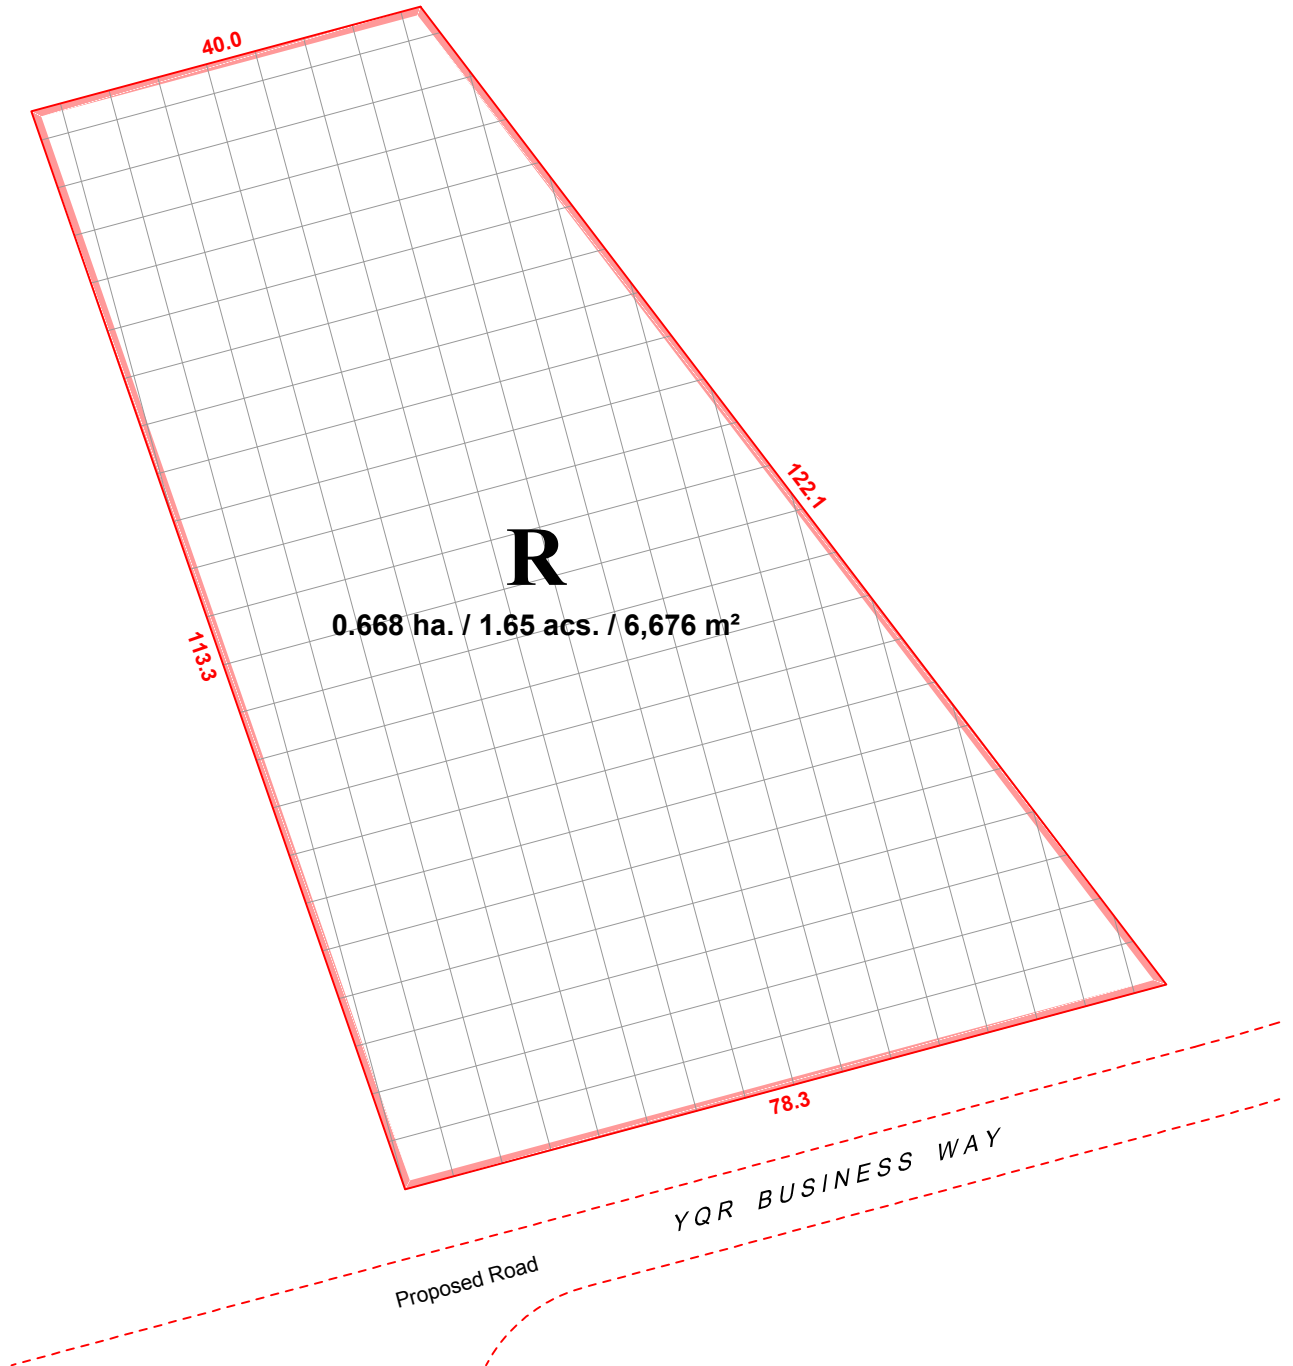 40.0
122.1
R
0.668 ha. / 1.65 acs. / 6,676 m²
113.3
78.3
YQR BUSINESS WAY
Proposed Road